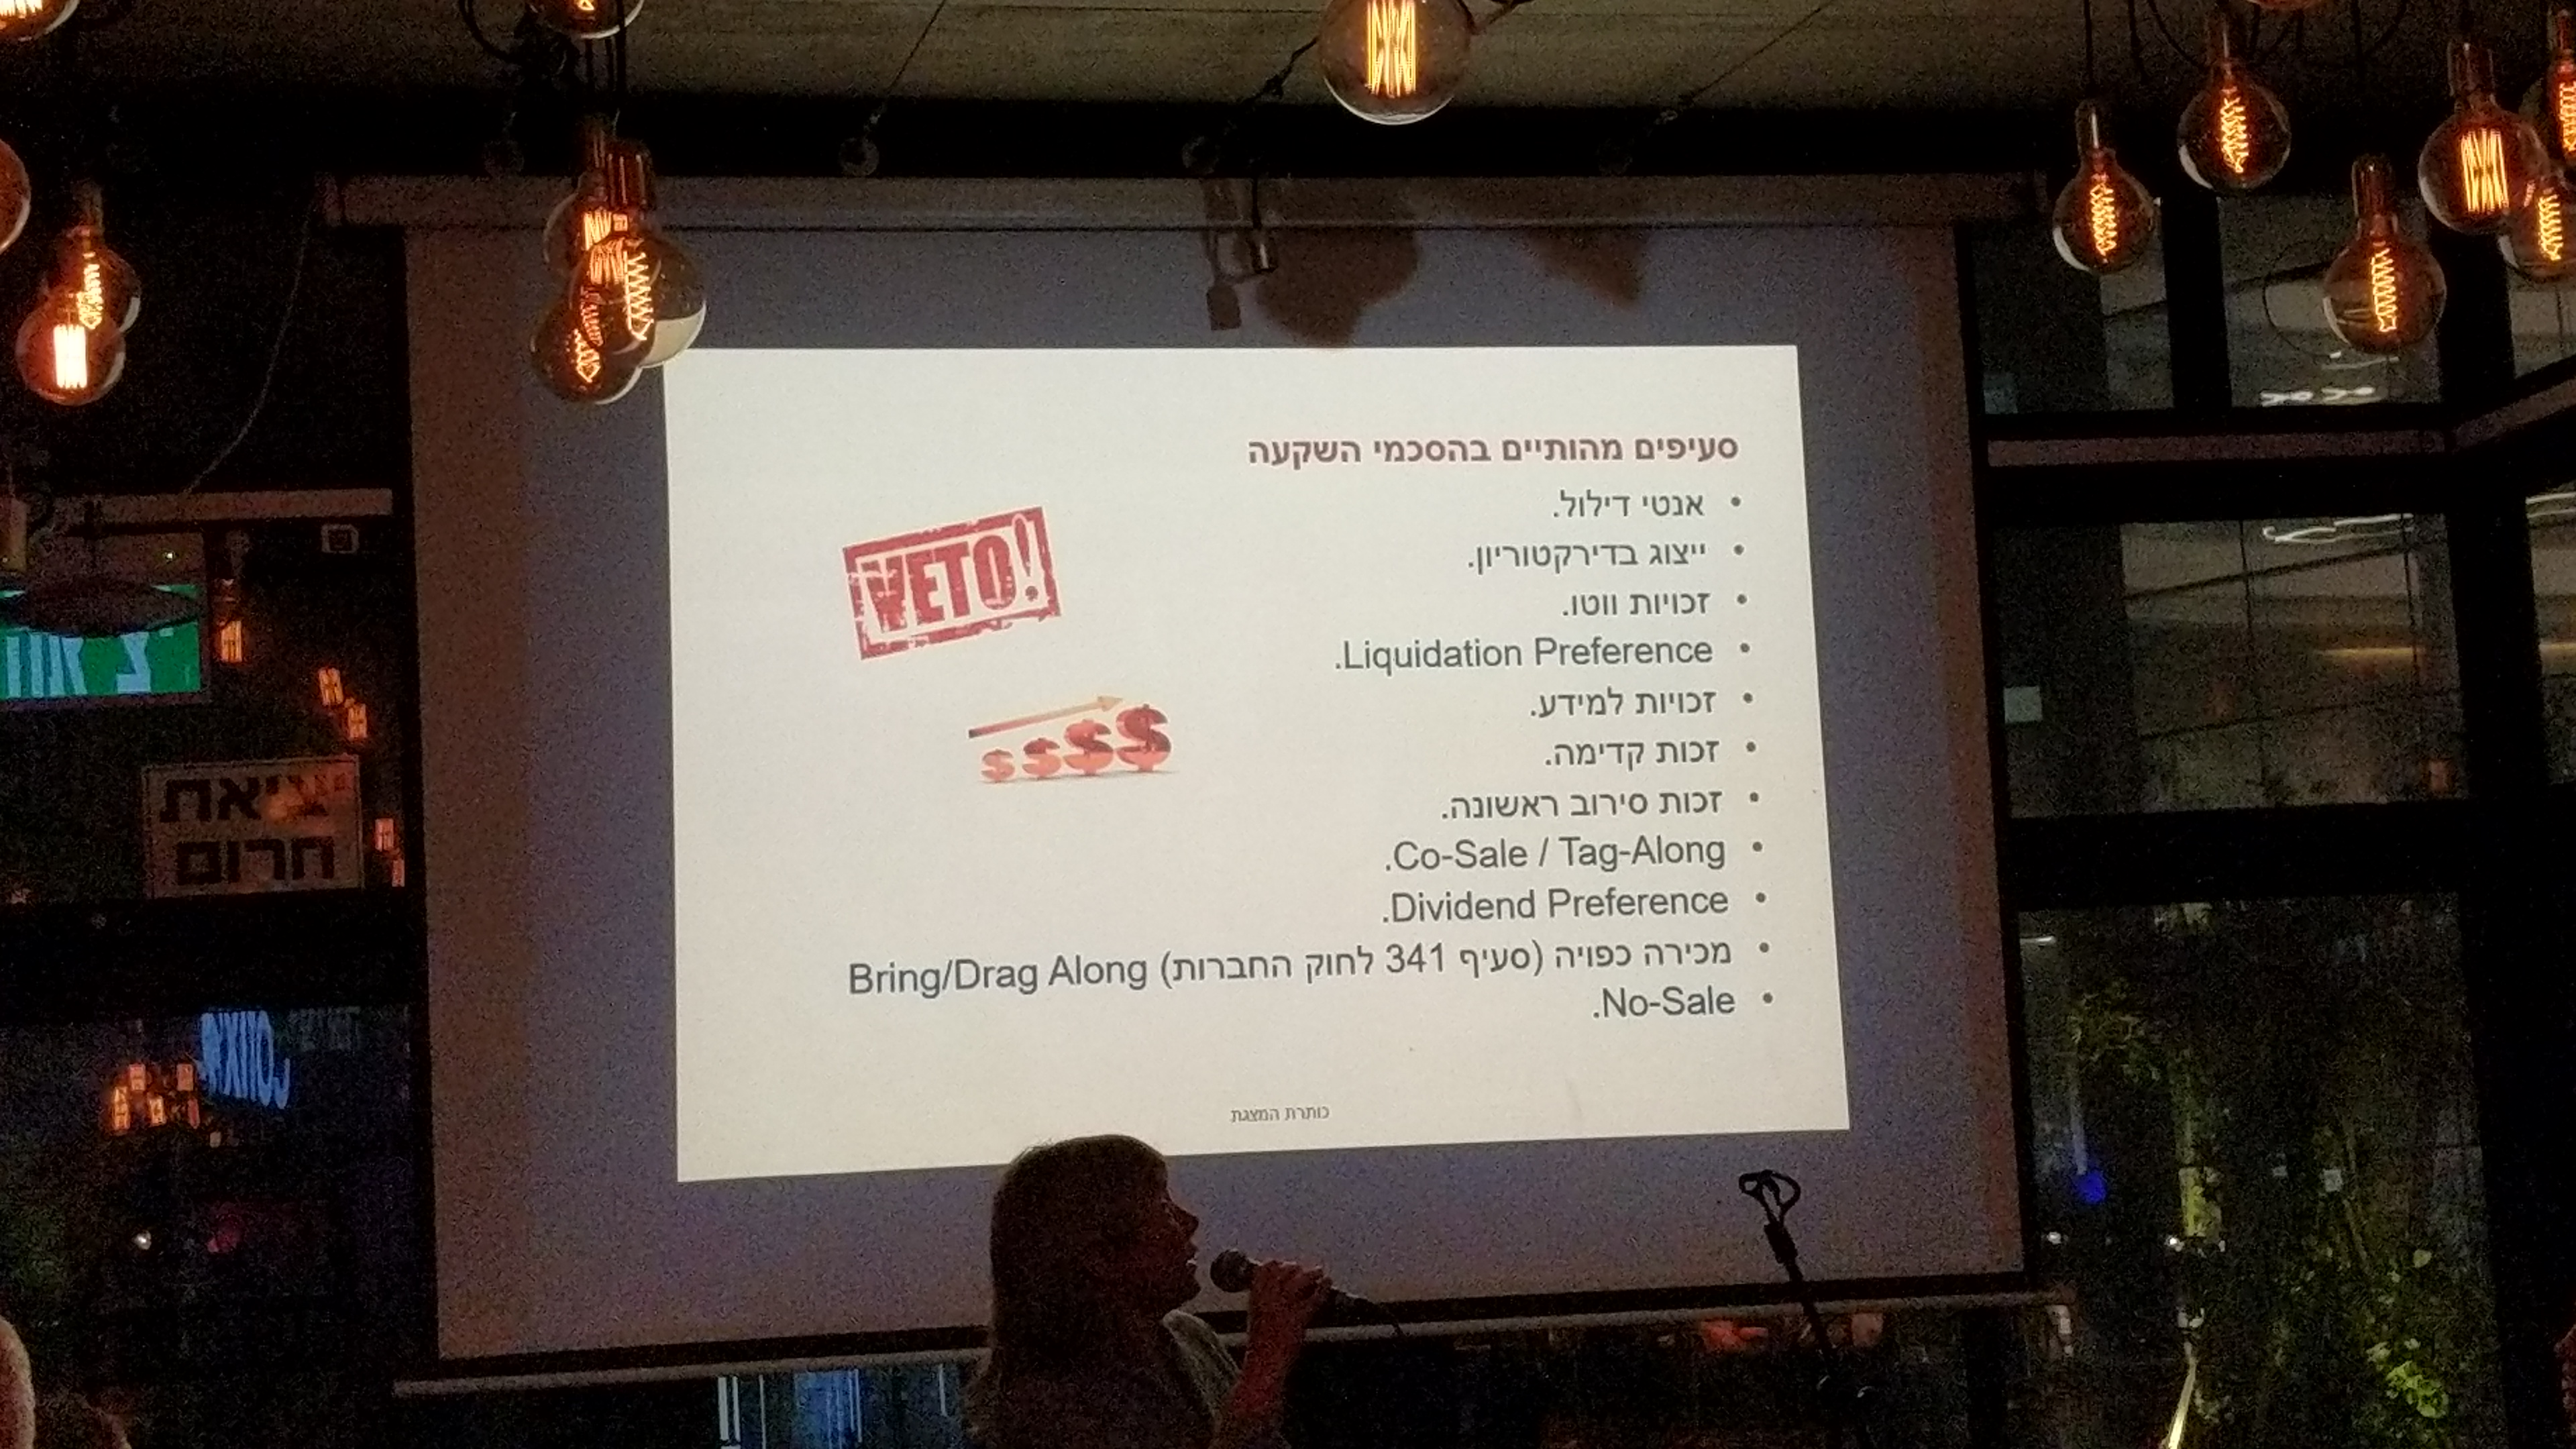 סעיפים מהותיים בהסכמי השקעה
• אנטי דילול.
• ייצוג בדירקטוריון.
• זכויות ווטו.
• Liquidation Preference.
• זכויות למידע.
• זכות קדימה.
• זכות סירוב ראשונה.
• Co-Sale / Tag-Along.
• Dividend Preference.
• מכירה כפויה (סעיף 341 לחוק החברות) Bring/Drag Along
• No-Sale.
VETO!
$$$$
כותרת המצגת
יציאת
חרום